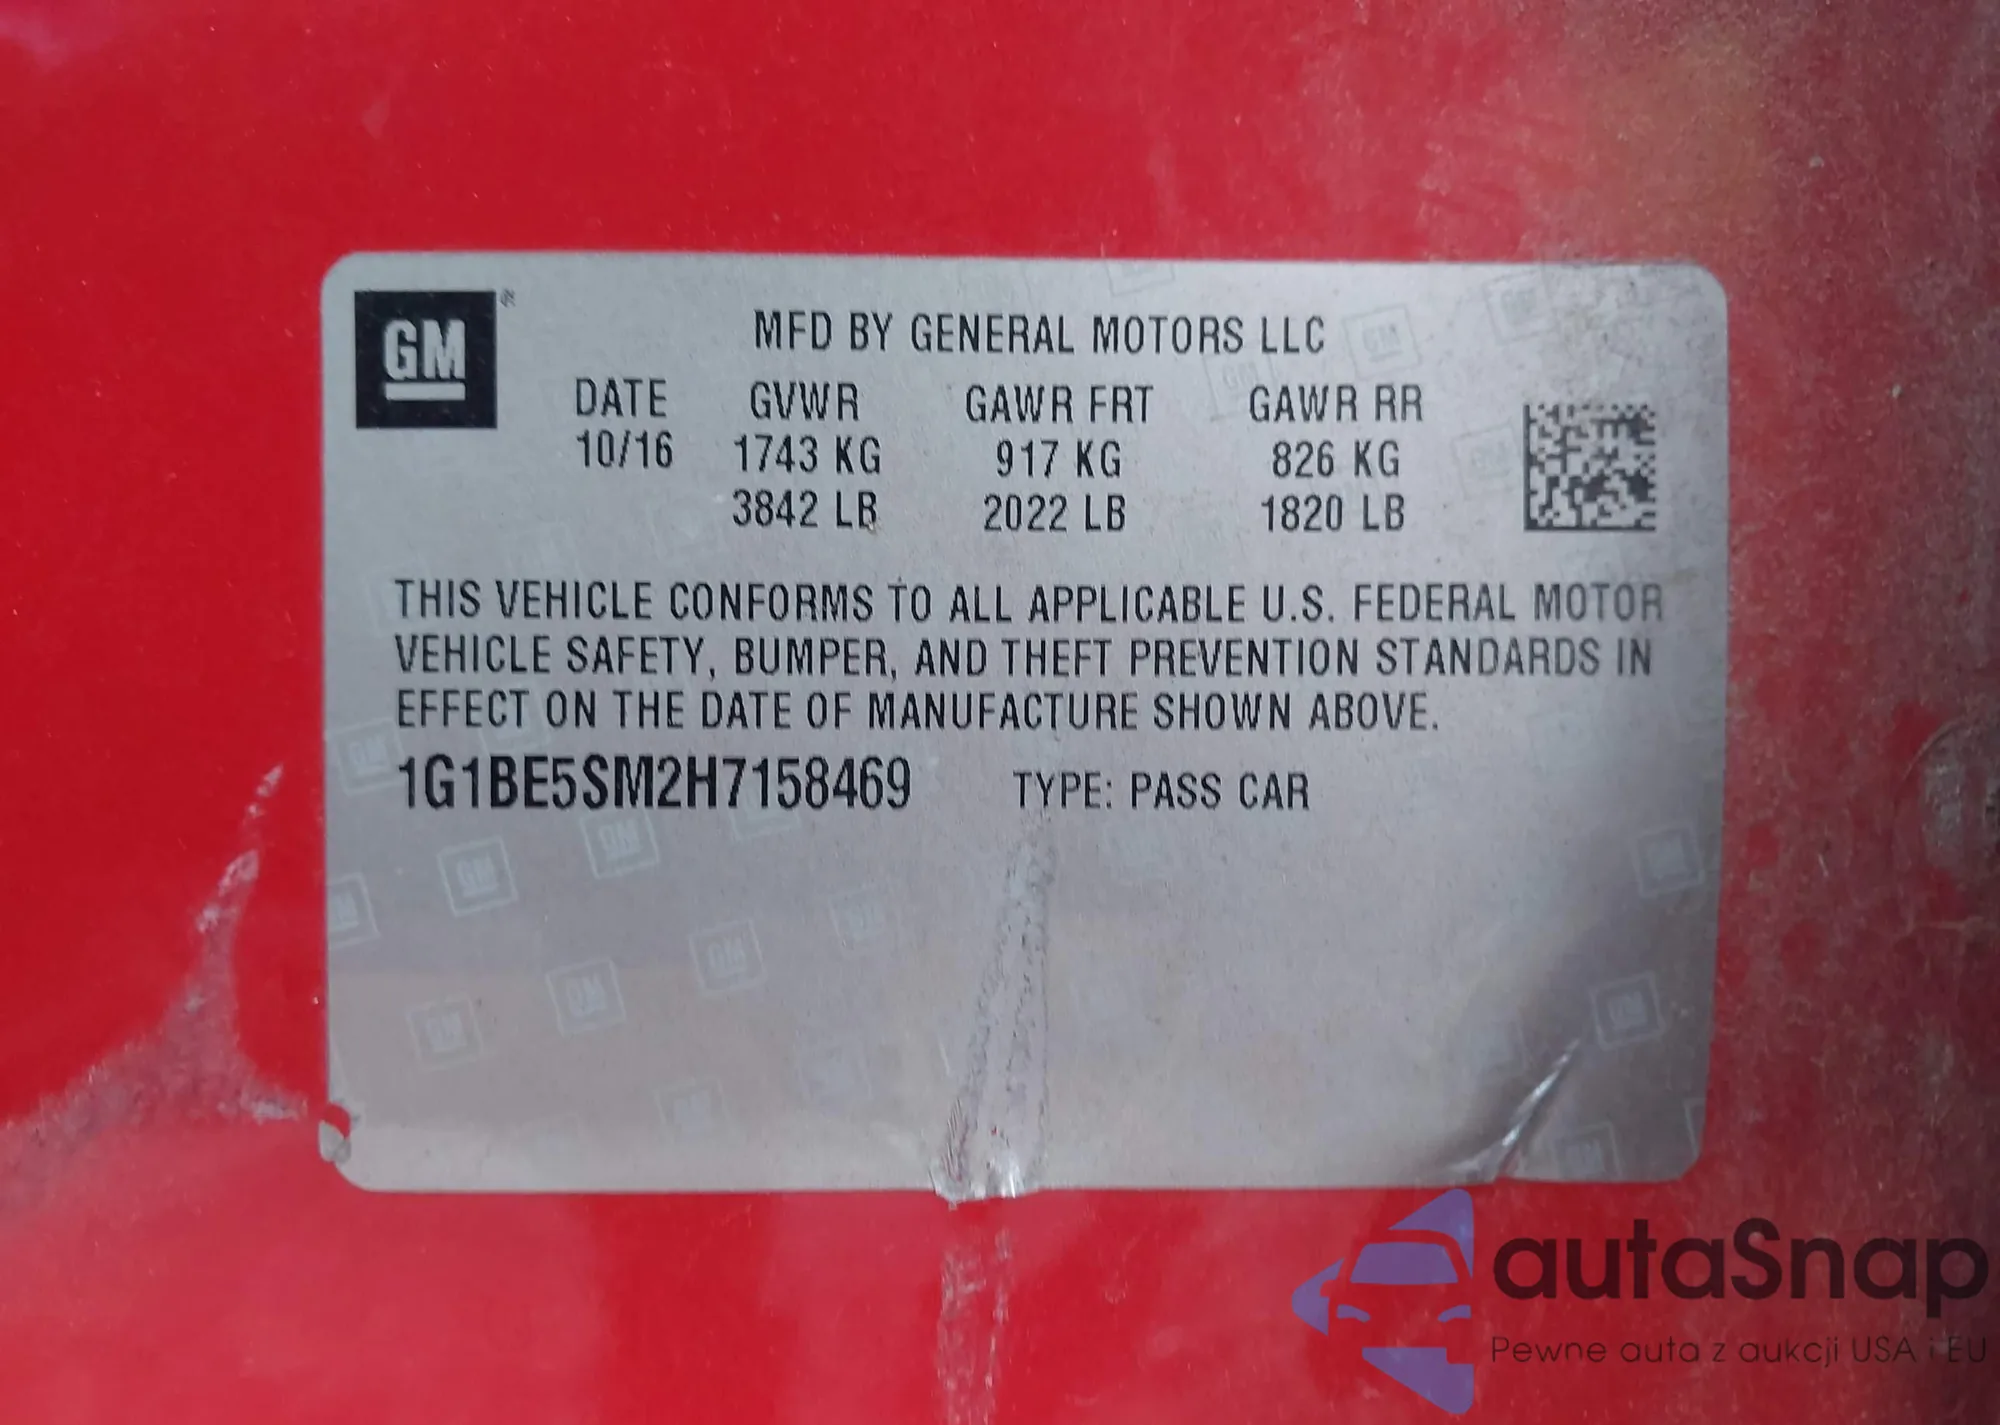 GM
MFD BY GENERAL MOTORS LLC
DATE GVWR GAWR FRT GAWR RR
10/16 1743 KG 917 KG 826 KG
3842 LB 2022 LB 1820 LB
THIS VEHICLE CONFORMS TO ALL APPLICABLE U.S. FEDERAL MOTOR
VEHICLE SAFETY, BUMPER, AND THEFT PREVENTION STANDARDS IN
EFFECT ON THE DATE OF MANUFACTURE SHOWN ABOVE.
1G1BE5SM2H7158469 TYPE: PASS CAR
autaSnap
Pewne auta z aukcji USA i EU